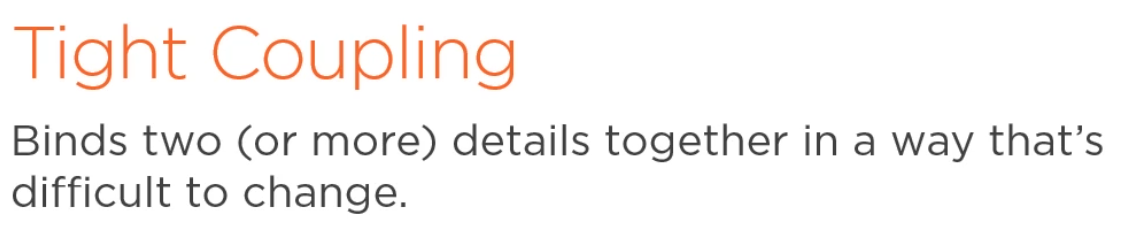 Tight Coupling
Binds two (or more) details together in a way that’s
difficult to change.